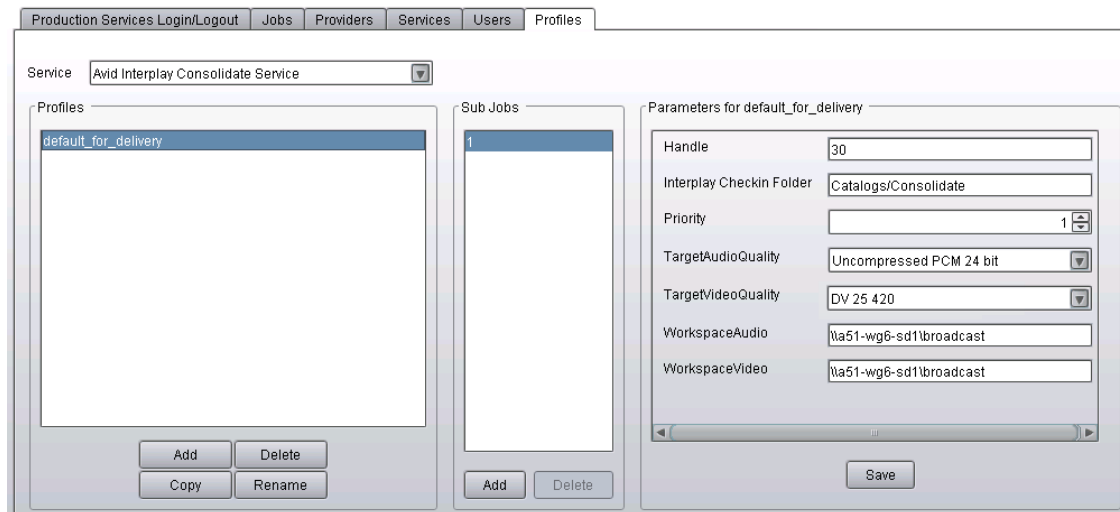 Production Services Login/Logout Jobs Providers Services Users Profiles
Service Avid Interplay Consolidate Service
Profiles
default_for_delivery
Add Delete
Copy Rename
Sub Jobs
1
Add Delete
Parameters for default_for_delivery
Handle 30
Interplay Checkin Folder Catalogs/Consolidate
Priority 1
TargetAudioQuality Uncompressed PCM 24 bit
TargetVideoQuality DV 25 420
WorkspaceAudio \\a51-wg6-sd1\broadcast
WorkspaceVideo \\a51-wg6-sd1\broadcast
Save